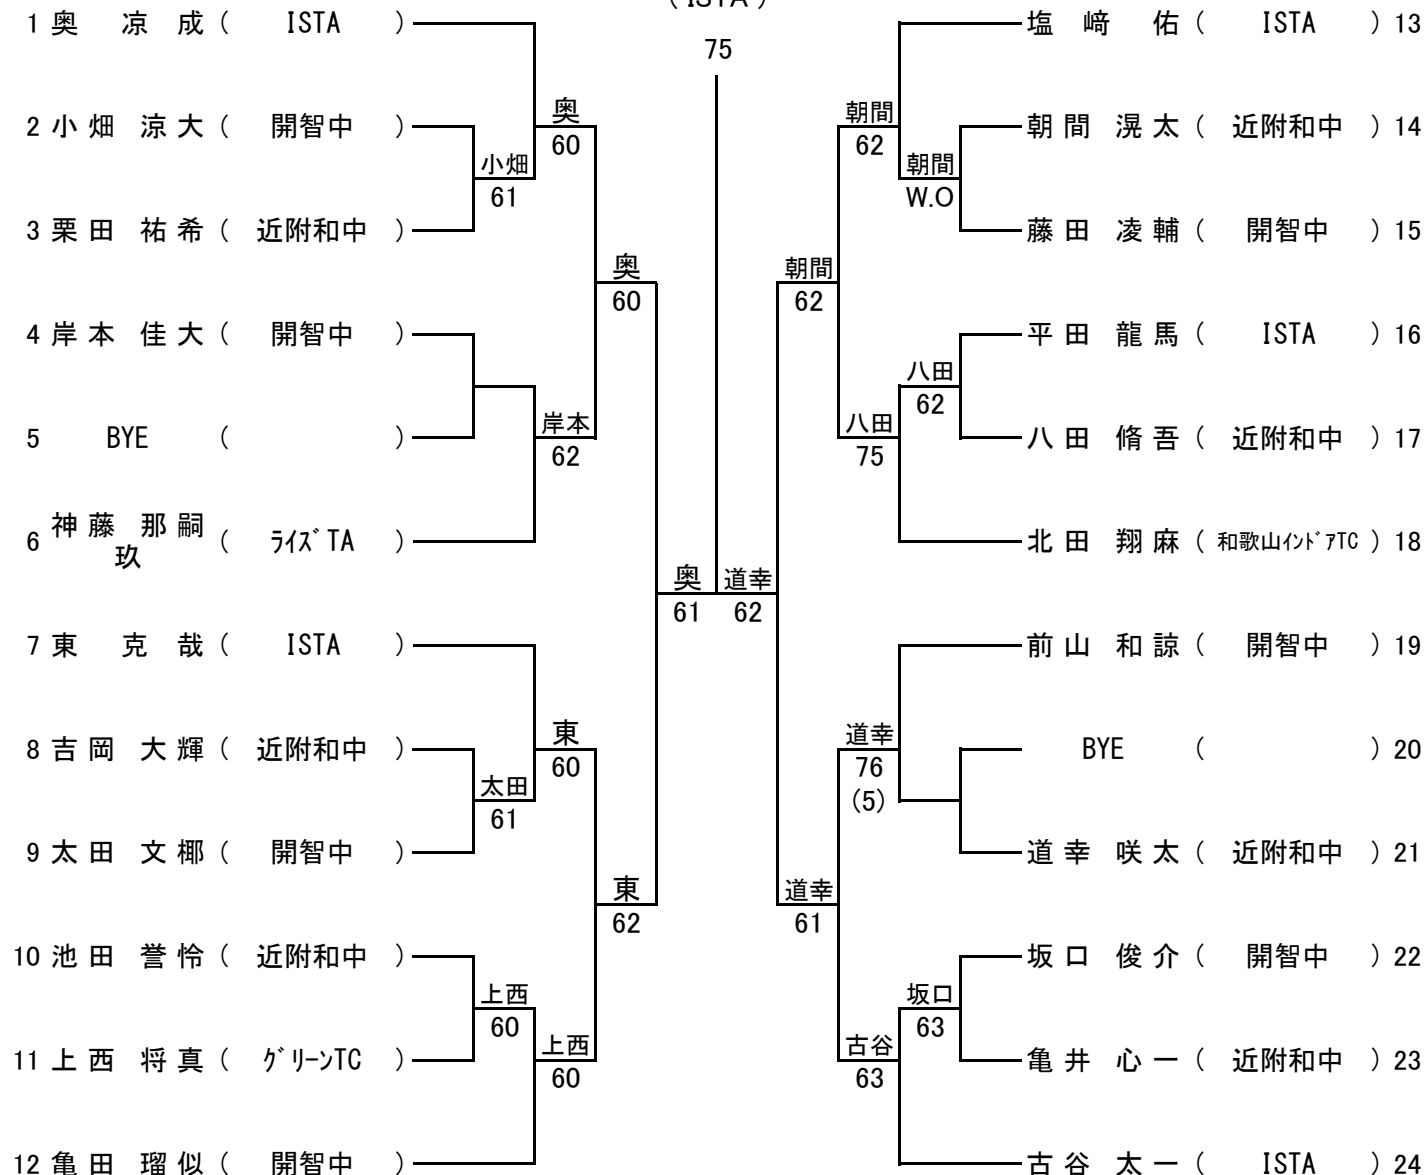 ( ISTA )
75
1 奥 凉 成 ( ISTA )
2 小 畑 涼 大 ( 開智中 )
3 栗 田 祐 希 ( 近附和中 )
4 岸 本 佳 大 ( 開智中 )
5 BYE ( )
6 神 藤 那 嗣 玖 ( ﾗｲｽﾞTA )
7 東 克 哉 ( ISTA )
8 吉 岡 大 輝 ( 近附和中 )
9 太 田 文 椰 ( 開智中 )
10 池 田 誉 怜 ( 近附和中 )
11 上 西 将 真 ( ｸﾞﾘｰﾝTC )
12 亀 田 瑠 似 ( 開智中 )
小畑
61
太田
61
上西
60
奥
60
岸本
62
東
60
上西
60
奥
60
東
62
奥
61
道幸
62
朝間
62
道幸
61
朝間
62
八田
75
道幸
76
(5)
古谷
63
朝間
W.O
八田
62
坂口
63
塩 﨑 佑 ( ISTA ) 13
朝 間 滉 太 ( 近附和中 ) 14
藤 田 凌 輔 ( 開智中 ) 15
平 田 龍 馬 ( ISTA ) 16
八 田 脩 吾 ( 近附和中 ) 17
北 田 翔 麻 ( 和歌山ｲﾝﾄﾞｱTC ) 18
前 山 和 諒 ( 開智中 ) 19
BYE ( ) 20
道 幸 咲 太 ( 近附和中 ) 21
坂 口 俊 介 ( 開智中 ) 22
亀 井 心 一 ( 近附和中 ) 23
古 谷 太 一 ( ISTA ) 24